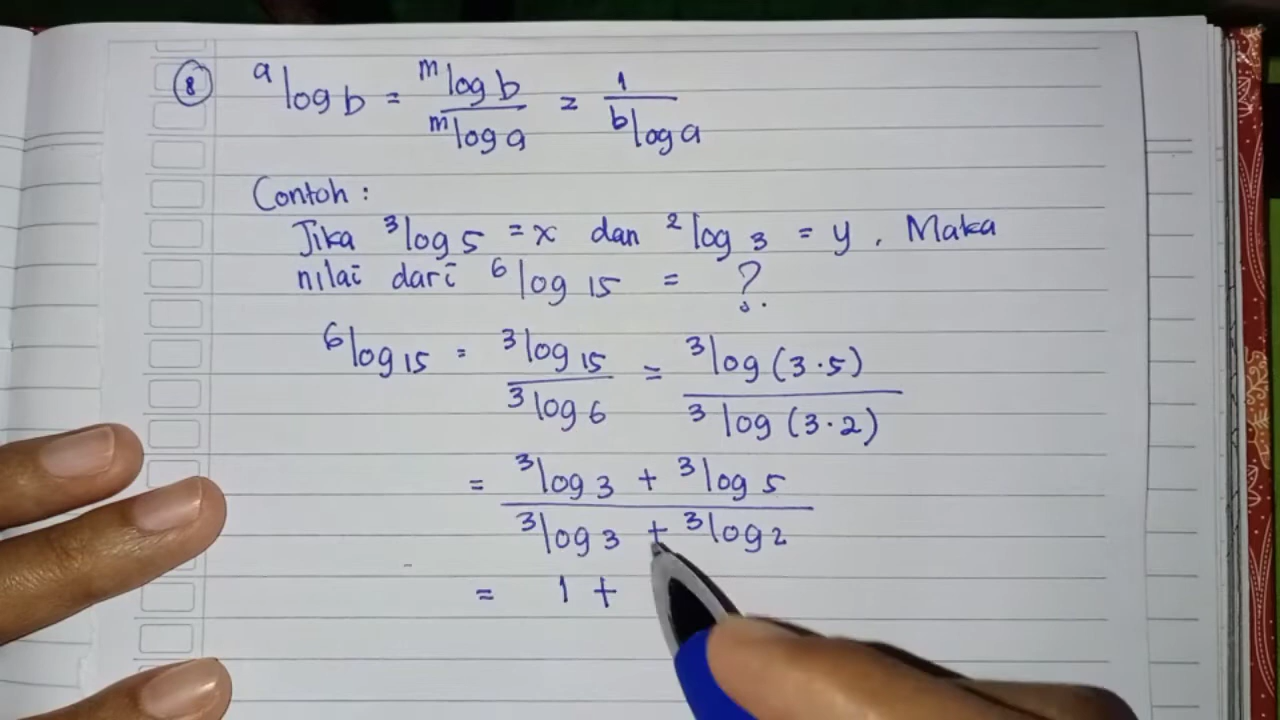 8 ᵃlog b = ᵐlog b / ᵐlog a = 1 / ᵇlog a
Contoh :
Jika ³log 5 = x dan ²log 3 = y . Maka
nilai dari ⁶log 15 = ?
⁶log 15 = ³log 15 / ³log 6 = ³log (3·5) / ³log (3·2)
= ³log 3 + ³log 5 / ³log 3 + ³log 2
= 1 +